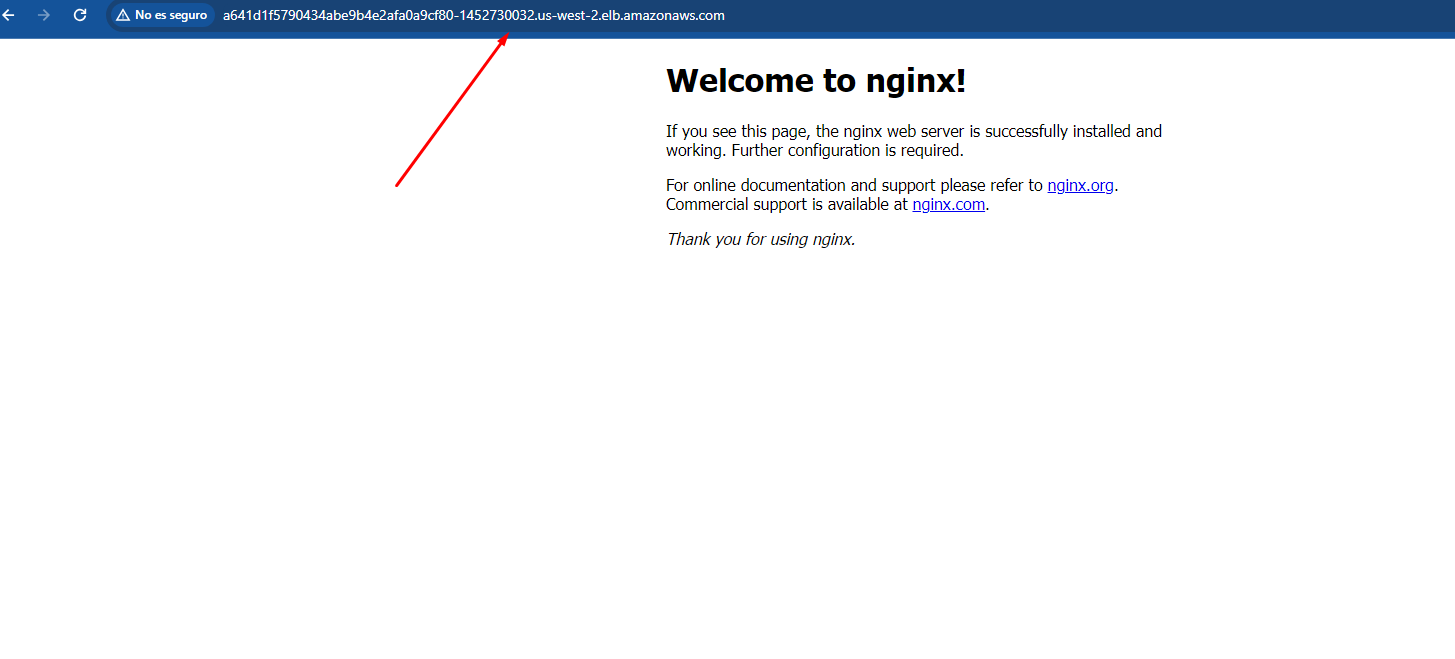 No es seguro a641d1f5790434abe9b4e2afa0a9cf80-1452730032.us-west-2.elb.amazonaws.com
Welcome to nginx!
If you see this page, the nginx web server is successfully installed and
working. Further configuration is required.
For online documentation and support please refer to nginx.org.
Commercial support is available at nginx.com.
Thank you for using nginx.